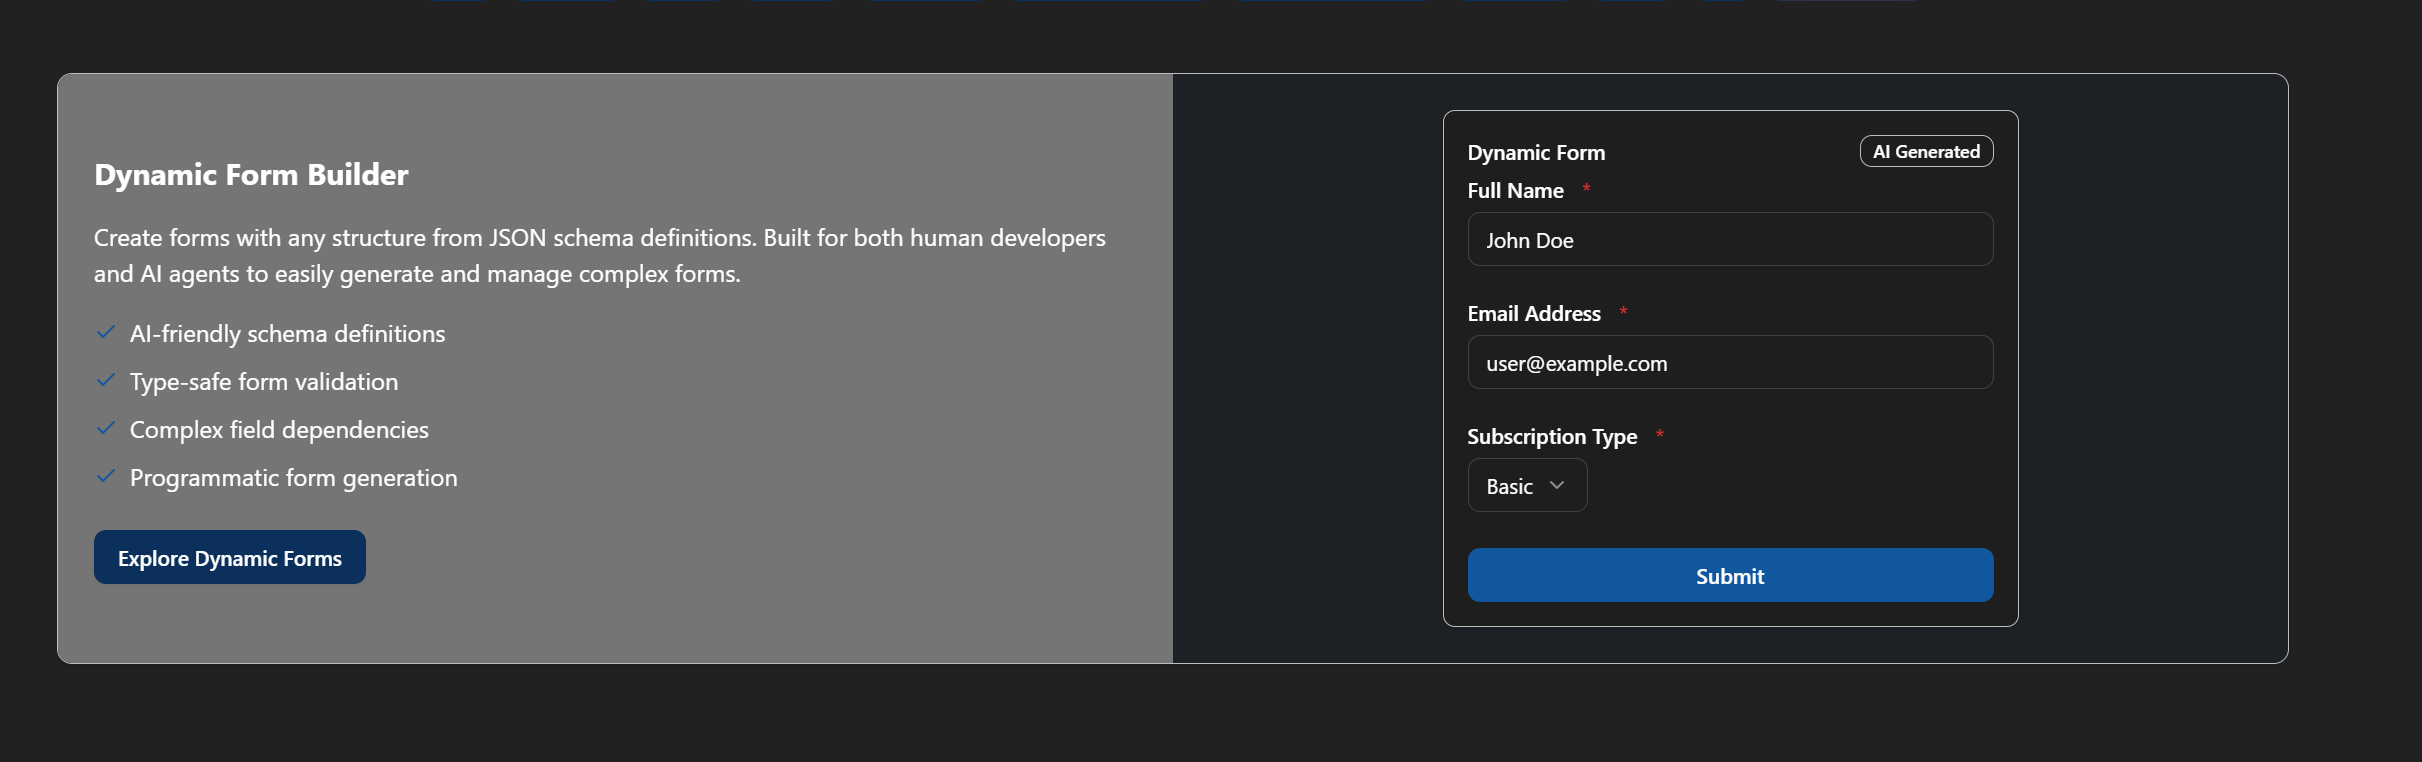 Dynamic Form Builder
Create forms with any structure from JSON schema definitions. Built for both human developers
and AI agents to easily generate and manage complex forms.
AI-friendly schema definitions
Type-safe form validation
Complex field dependencies
Programmatic form generation
Explore Dynamic Forms
Dynamic Form
AI Generated
Full Name *
John Doe
Email Address *
user@example.com
Subscription Type *
Basic
Submit